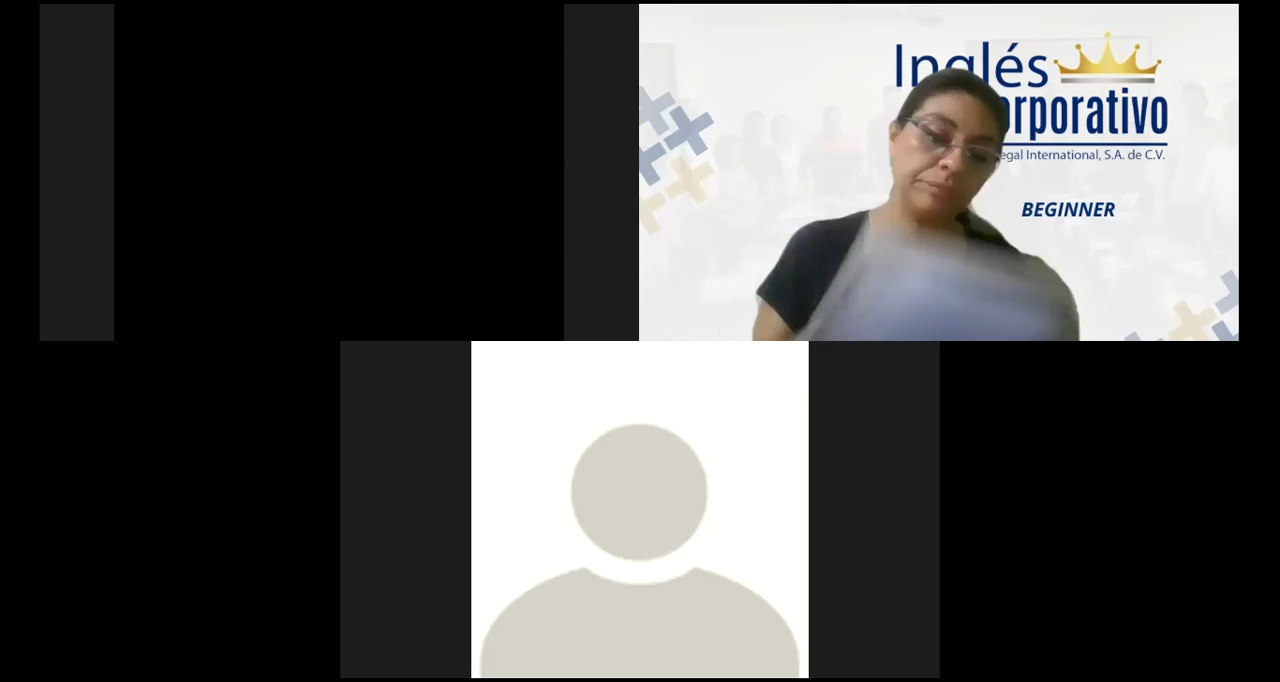 Inglés
orporativo
egal International, S.A. de C.V.
BEGINNER